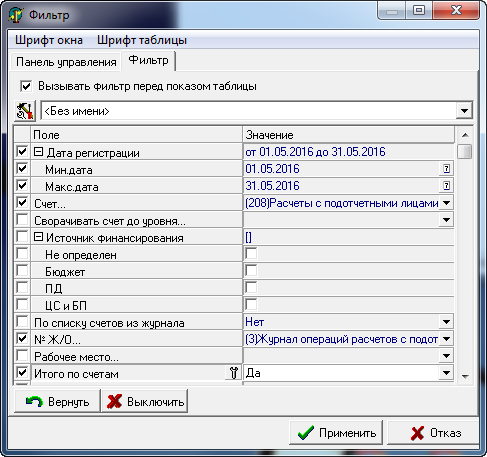 Фильтр
Шрифт окна Шрифт таблицы
Панель управления Фильтр
Вызывать фильтр перед показом таблицы
<Без имени>
Поле Значение
Дата регистрации от 01.05.2016 до 31.05.2016
Мин.дата 01.05.2016
Макс.дата 31.05.2016
Счет... (208)Расчеты с подотчетными лицами
Сворачивать счет до уровня...
Источник финансирования []
Не определен
Бюджет
ПД
ЦС и БП
По списку счетов из журнала Нет
№ Ж/О... (3)Журнал операций расчетов с подот
Рабочее место...
Итого по счетам Да
Вернуть Выключить
Применить Отказ